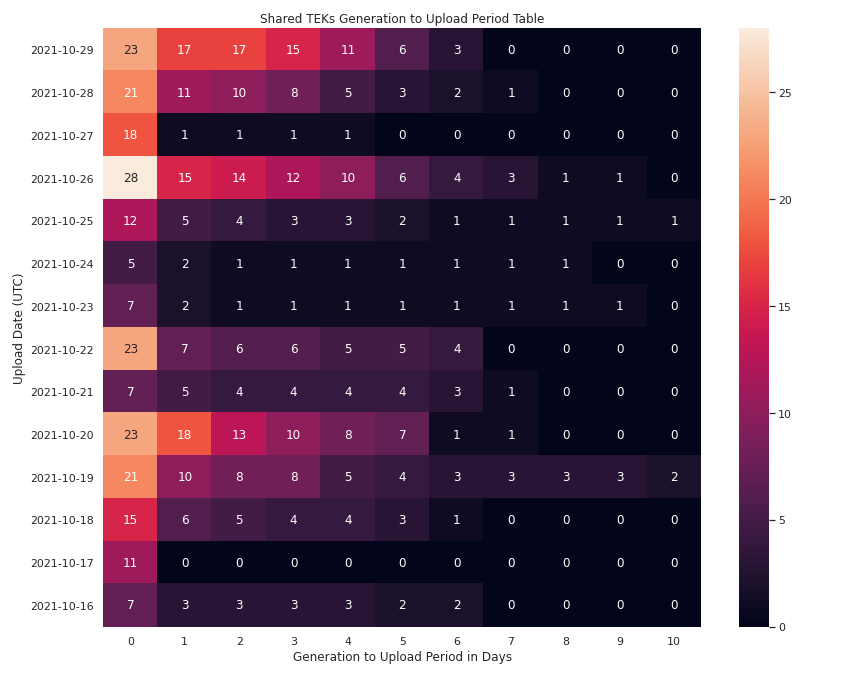 Shared TEKs Generation to Upload Period Table
Upload Date (UTC)
2021-10-29 23 17 17 15 11 6 3 0 0 0 0
2021-10-28 21 11 10 8 5 3 2 1 0 0 0
2021-10-27 18 1 1 1 1 0 0 0 0 0 0
2021-10-26 28 15 14 12 10 6 4 3 1 1 0
2021-10-25 12 5 4 3 3 2 1 1 1 1 1
2021-10-24 5 2 1 1 1 1 1 1 1 0 0
2021-10-23 7 2 1 1 1 1 1 1 1 1 0
2021-10-22 23 7 6 6 5 5 4 0 0 0 0
2021-10-21 7 5 4 4 4 4 3 1 0 0 0
2021-10-20 23 18 13 10 8 7 1 1 0 0 0
2021-10-19 21 10 8 8 5 4 3 3 3 3 2
2021-10-18 15 6 5 4 4 3 1 0 0 0 0
2021-10-17 11 0 0 0 0 0 0 0 0 0 0
2021-10-16 7 3 3 3 3 2 2 0 0 0 0
0 1 2 3 4 5 6 7 8 9 10
Generation to Upload Period in Days
25
20
15
10
5
0